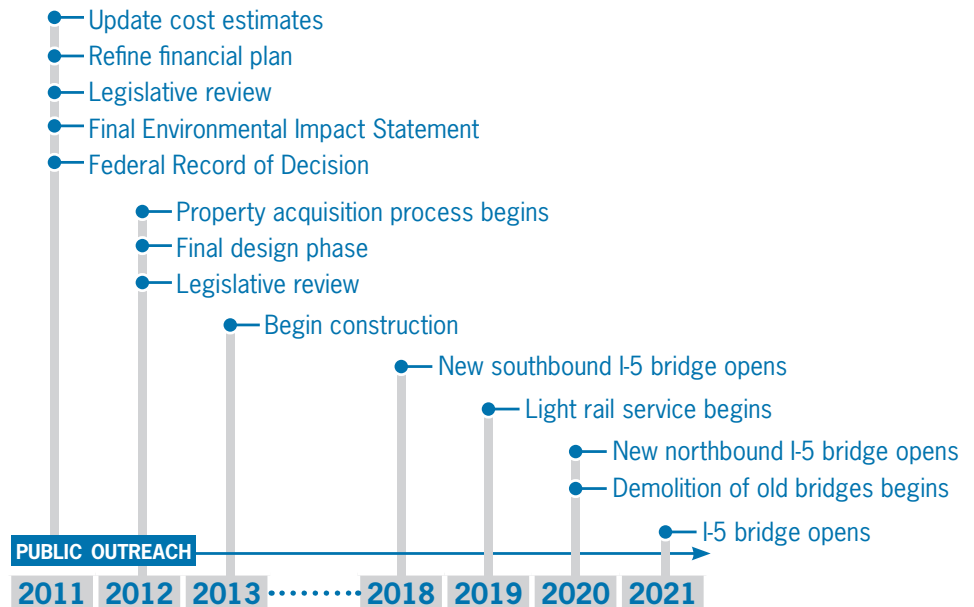 Update cost estimates
Refine financial plan
Legislative review
Final Environmental Impact Statement
Federal Record of Decision
Property acquisition process begins
Final design phase
Legislative review
Begin construction
New southbound I-5 bridge opens
Light rail service begins
New northbound I-5 bridge opens
Demolition of old bridges begins
I-5 bridge opens
PUBLIC OUTREACH
2011 2012 2013 2018 2019 2020 2021